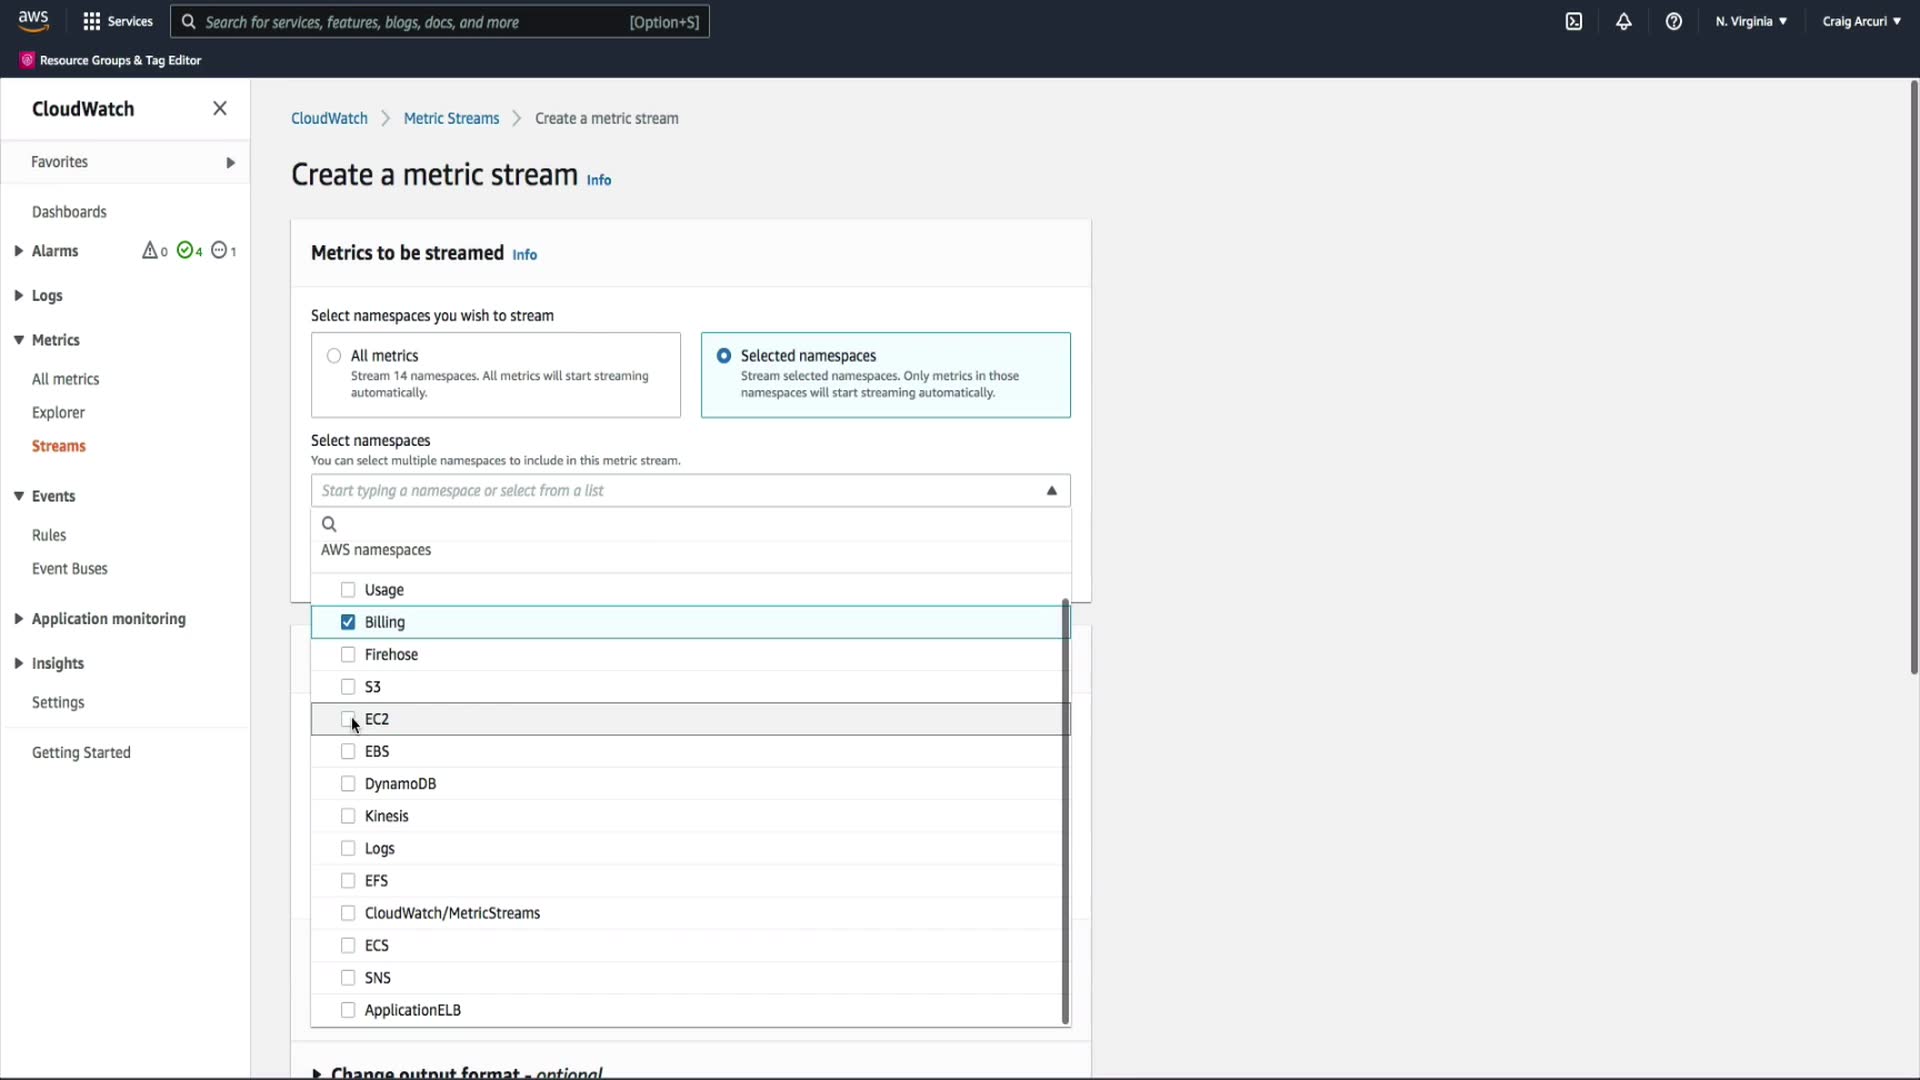 aws
Services
Search for services, features, blogs, docs, and more
[Option+S]
N. Virginia
Craig Arcuri
Resource Groups & Tag Editor
CloudWatch
Favorites
Dashboards
Alarms
0
4
1
Logs
Metrics
All metrics
Explorer
Streams
Events
Rules
Event Buses
Application monitoring
Insights
Settings
Getting Started
CloudWatch
Metric Streams
Create a metric stream
Create a metric stream Info
Metrics to be streamed Info
Select namespaces you wish to stream
All metrics
Stream 14 namespaces. All metrics will start streaming
automatically.
Selected namespaces
Stream selected namespaces. Only metrics in those
namespaces will start streaming automatically.
Select namespaces
You can select multiple namespaces to include in this metric stream.
Start typing a namespace or select from a list
AWS namespaces
Usage
Billing
Firehose
S3
EC2
EBS
DynamoDB
Kinesis
Logs
EFS
CloudWatch/MetricStreams
ECS
SNS
ApplicationELB
Change output format - optional